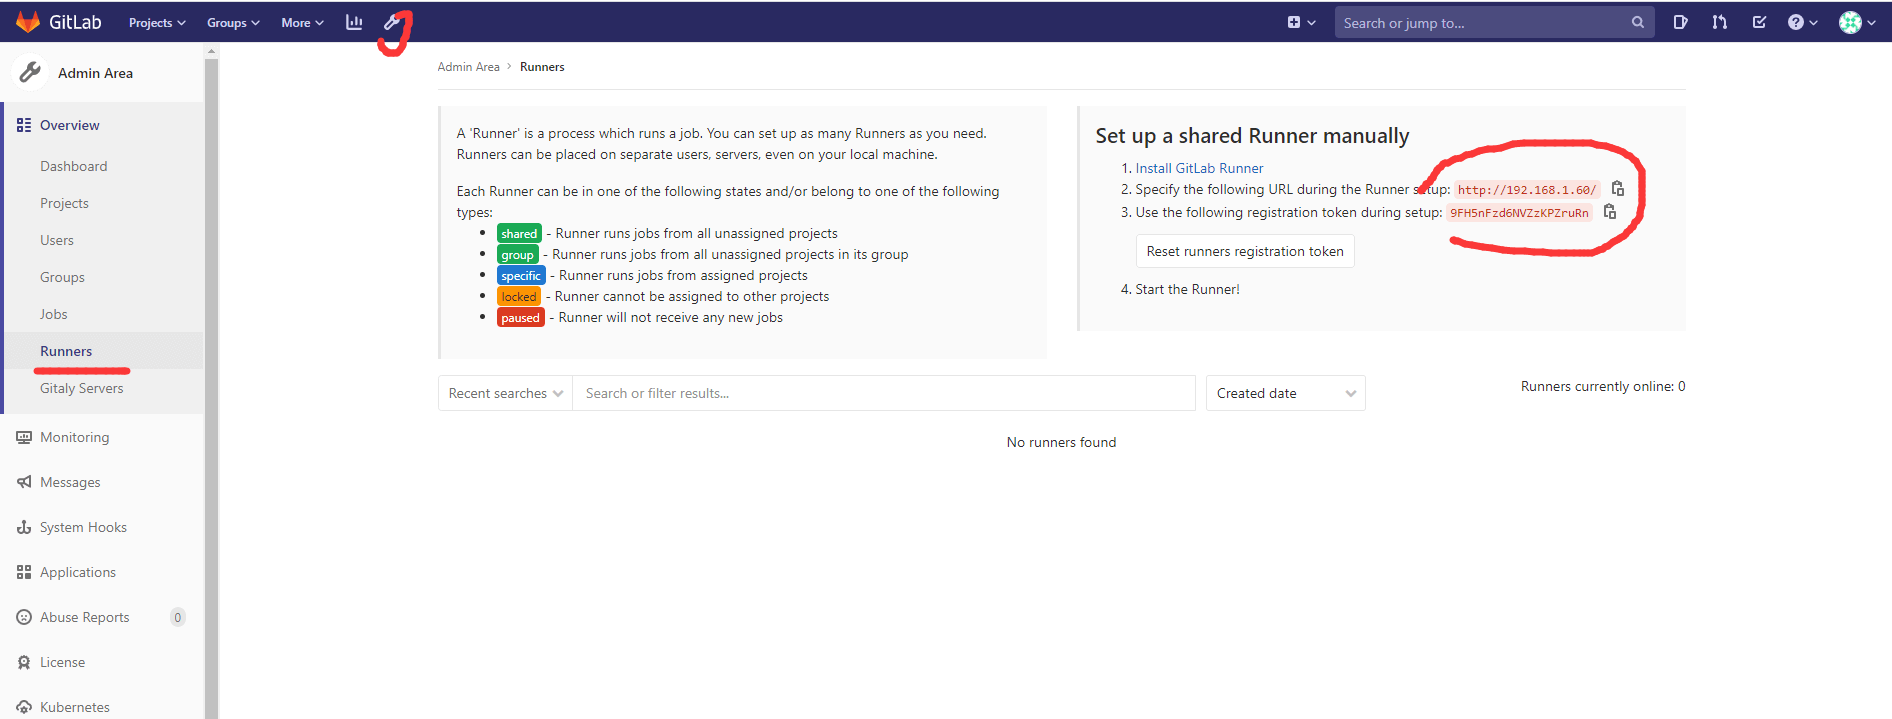 GitLab Projects Groups More Search or jump to...
Admin Area
Overview
Dashboard
Projects
Users
Groups
Jobs
Runners
Gitaly Servers
Monitoring
Messages
System Hooks
Applications
Abuse Reports 0
License
Kubernetes
Admin Area > Runners
A 'Runner' is a process which runs a job. You can set up as many Runners as you need.
Runners can be placed on separate users, servers, even on your local machine.
Each Runner can be in one of the following states and/or belong to one of the following
types:
• shared - Runner runs jobs from all unassigned projects
• group - Runner runs jobs from all unassigned projects in its group
• specific - Runner runs jobs from assigned projects
• locked - Runner cannot be assigned to other projects
• paused - Runner will not receive any new jobs
Set up a shared Runner manually
1. Install GitLab Runner
2. Specify the following URL during the Runner setup: http://192.168.1.60/
3. Use the following registration token during setup: 9FH5nFzd6NVZzKPZruRn
Reset runners registration token
4. Start the Runner!
Recent searches Search or filter results... Created date Runners currently online: 0
No runners found